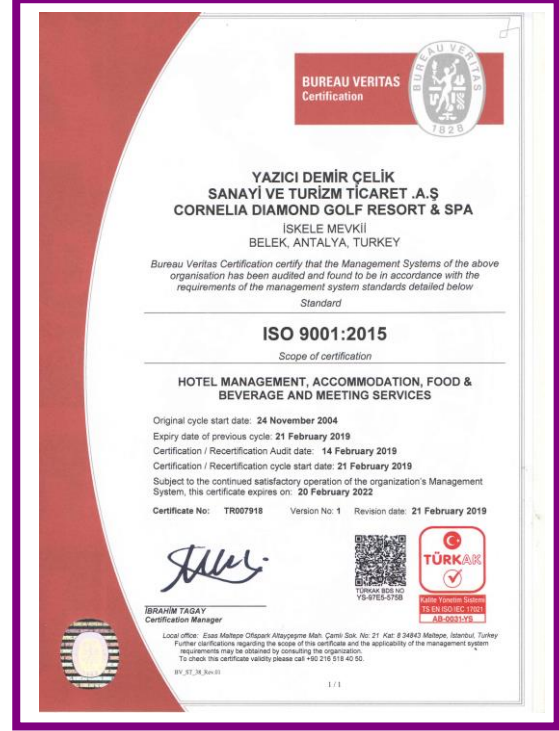 BUREAU VERITAS
Certification
BUREAU VERITAS
1828
YAZICI DEMİR ÇELİK
SANAYİ VE TURİZM TİCARET .A.Ş
CORNELIA DIAMOND GOLF RESORT & SPA
İSKELE MEVKİİ
BELEK, ANTALYA, TURKEY
Bureau Veritas Certification certify that the Management Systems of the above
organisation has been audited and found to be in accordance with the
requirements of the management system standards detailed below
Standard
ISO 9001:2015
Scope of certification
HOTEL MANAGEMENT, ACCOMMODATION, FOOD &
BEVERAGE AND MEETING SERVICES
Original cycle start date: 24 November 2004
Expiry date of previous cycle: 21 February 2019
Certification / Recertification Audit date: 14 February 2019
Certification / Recertification cycle start date: 21 February 2019
Subject to the continued satisfactory operation of the organization's Management
System, this certificate expires on: 20 February 2022
Certificate No: TR007918 Version No: 1 Revision date: 21 February 2019
TÜRKAK BDS NO
YS-97E5-575B
TÜRKAK
Kalite Yönetim Sistemi
TS EN ISO IEC 17021
AB-0031-YS
İBRAHİM TAGAY
Certification Manager
Local office: Esas Maltepe Ofispark Altayçeşme Mah. Çamlı Sok. No: 21 Kat: 8 34843 Maltepe, İstanbul, Turkey
Further clarifications regarding the scope of this certificate and the applicability of the management system
requirements may be obtained by consulting the organization.
To check this certificate validity please call +90 216 518 40 50.
BV_ST_38_Rev.01
1 / 1